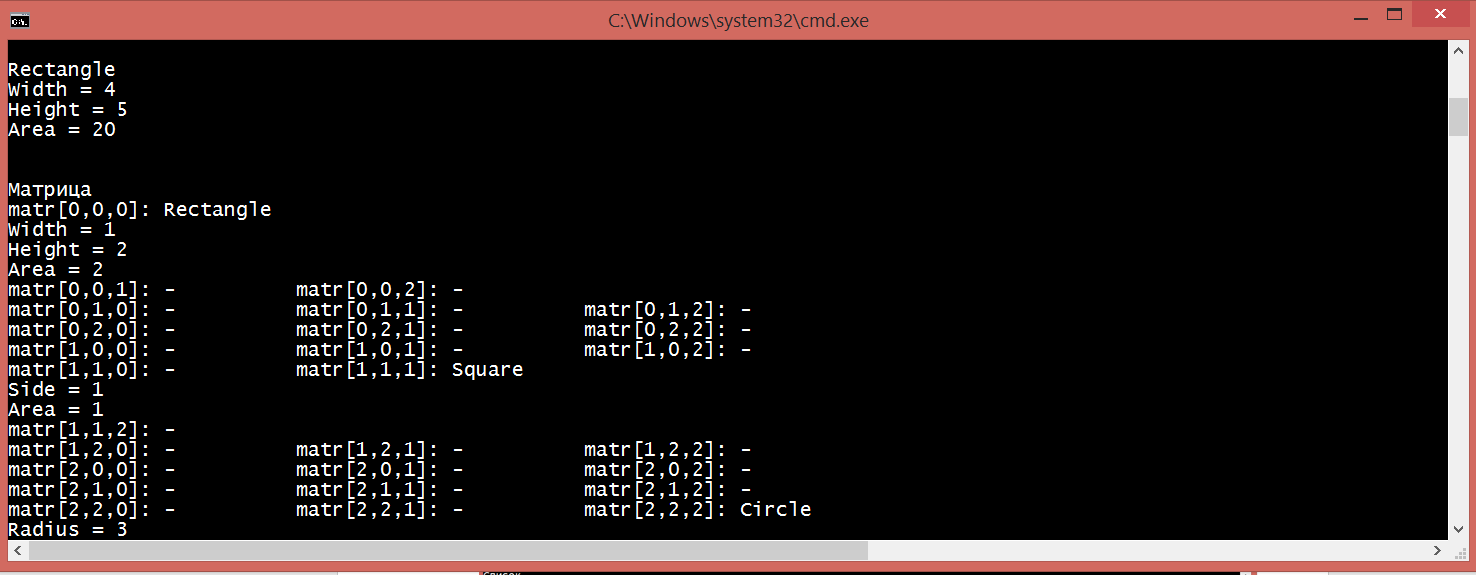 C:\Windows\system32\cmd.exe
Rectangle
Width = 4
Height = 5
Area = 20
Матрица
matr[0,0,0]: Rectangle
Width = 1
Height = 2
Area = 2
matr[0,0,1]: - matr[0,0,2]: -
matr[0,1,0]: - matr[0,1,1]: - matr[0,1,2]: -
matr[0,2,0]: - matr[0,2,1]: - matr[0,2,2]: -
matr[1,0,0]: - matr[1,0,1]: - matr[1,0,2]: -
matr[1,1,0]: - matr[1,1,1]: Square
Side = 1
Area = 1
matr[1,1,2]: -
matr[1,2,0]: - matr[1,2,1]: - matr[1,2,2]: -
matr[2,0,0]: - matr[2,0,1]: - matr[2,0,2]: -
matr[2,1,0]: - matr[2,1,1]: - matr[2,1,2]: -
matr[2,2,0]: - matr[2,2,1]: - matr[2,2,2]: Circle
Radius = 3